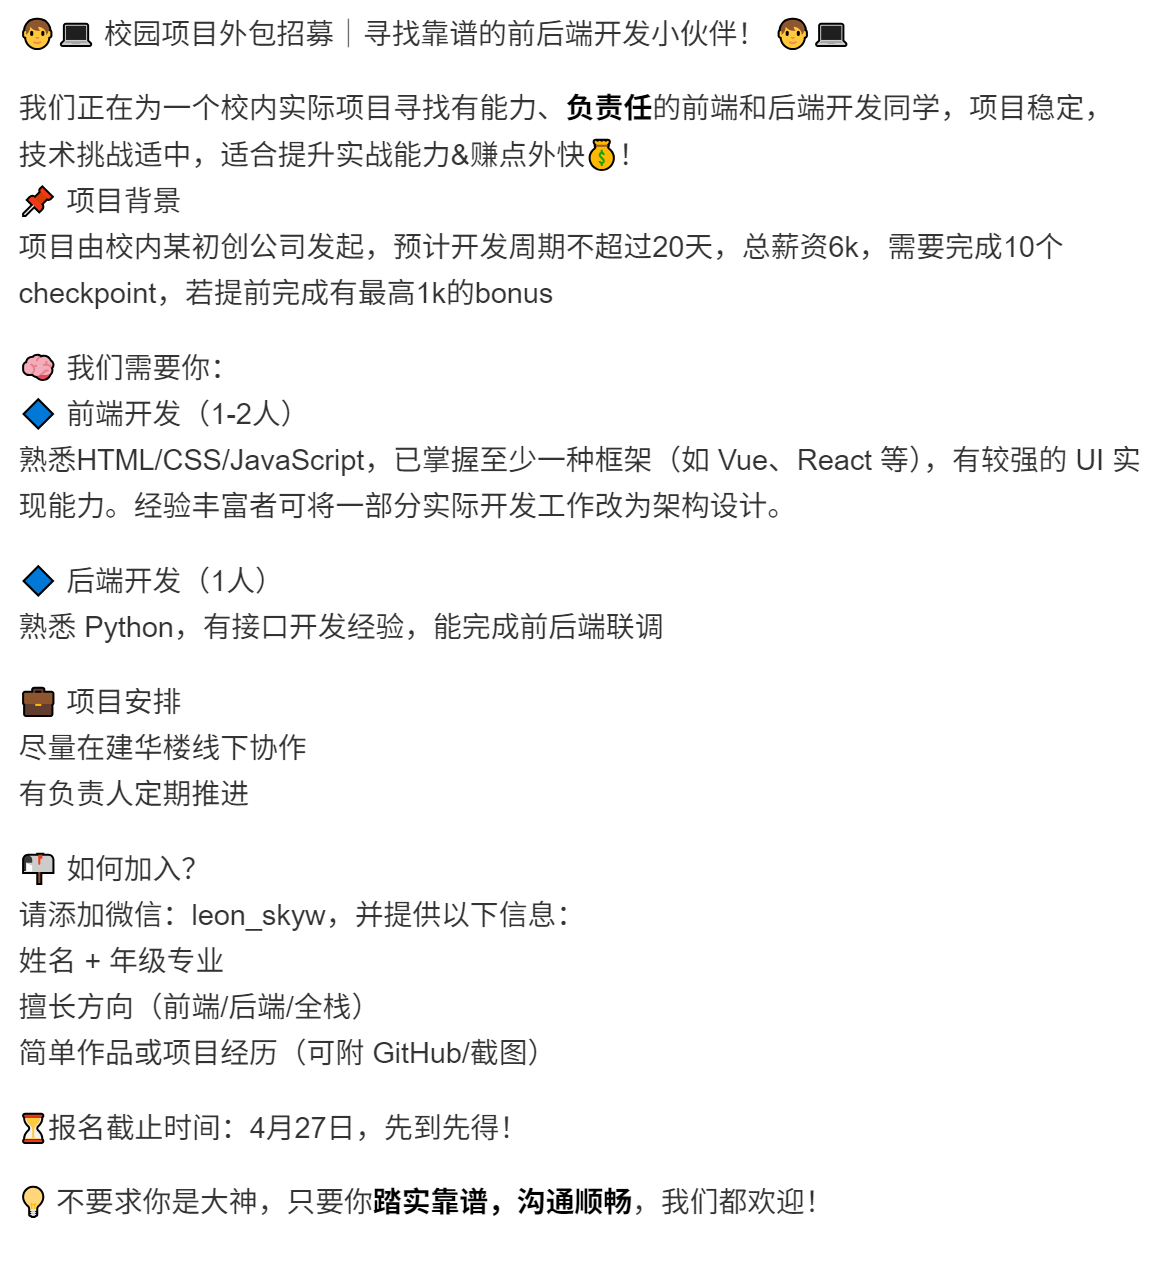 🧑💻 校园项目外包招募｜寻找靠谱的前后端开发小伙伴！ 🧑💻
我们正在为一个校内实际项目寻找有能力、负责任的前端和后端开发同学，项目稳定，
技术挑战适中，适合提升实战能力&赚点外快💰！
📌 项目背景
项目由校内某初创公司发起，预计开发周期不超过20天，总薪资6k，需要完成10个
checkpoint，若提前完成有最高1k的bonus
🧠 我们需要你：
🔷 前端开发（1-2人）
熟悉HTML/CSS/JavaScript，已掌握至少一种框架（如 Vue、React 等），有较强的 UI 实
现能力。经验丰富者可将一部分实际开发工作改为架构设计。
🔷 后端开发（1人）
熟悉 Python，有接口开发经验，能完成前后端联调
💼 项目安排
尽量在建华楼线下协作
有负责人定期推进
📬 如何加入？
请添加微信：leon_skyw，并提供以下信息：
姓名 + 年级专业
擅长方向（前端/后端/全栈）
简单作品或项目经历（可附 GitHub/截图）
⏳报名截止时间：4月27日，先到先得！
💡 不要求你是大神，只要你踏实靠谱，沟通顺畅，我们都欢迎！